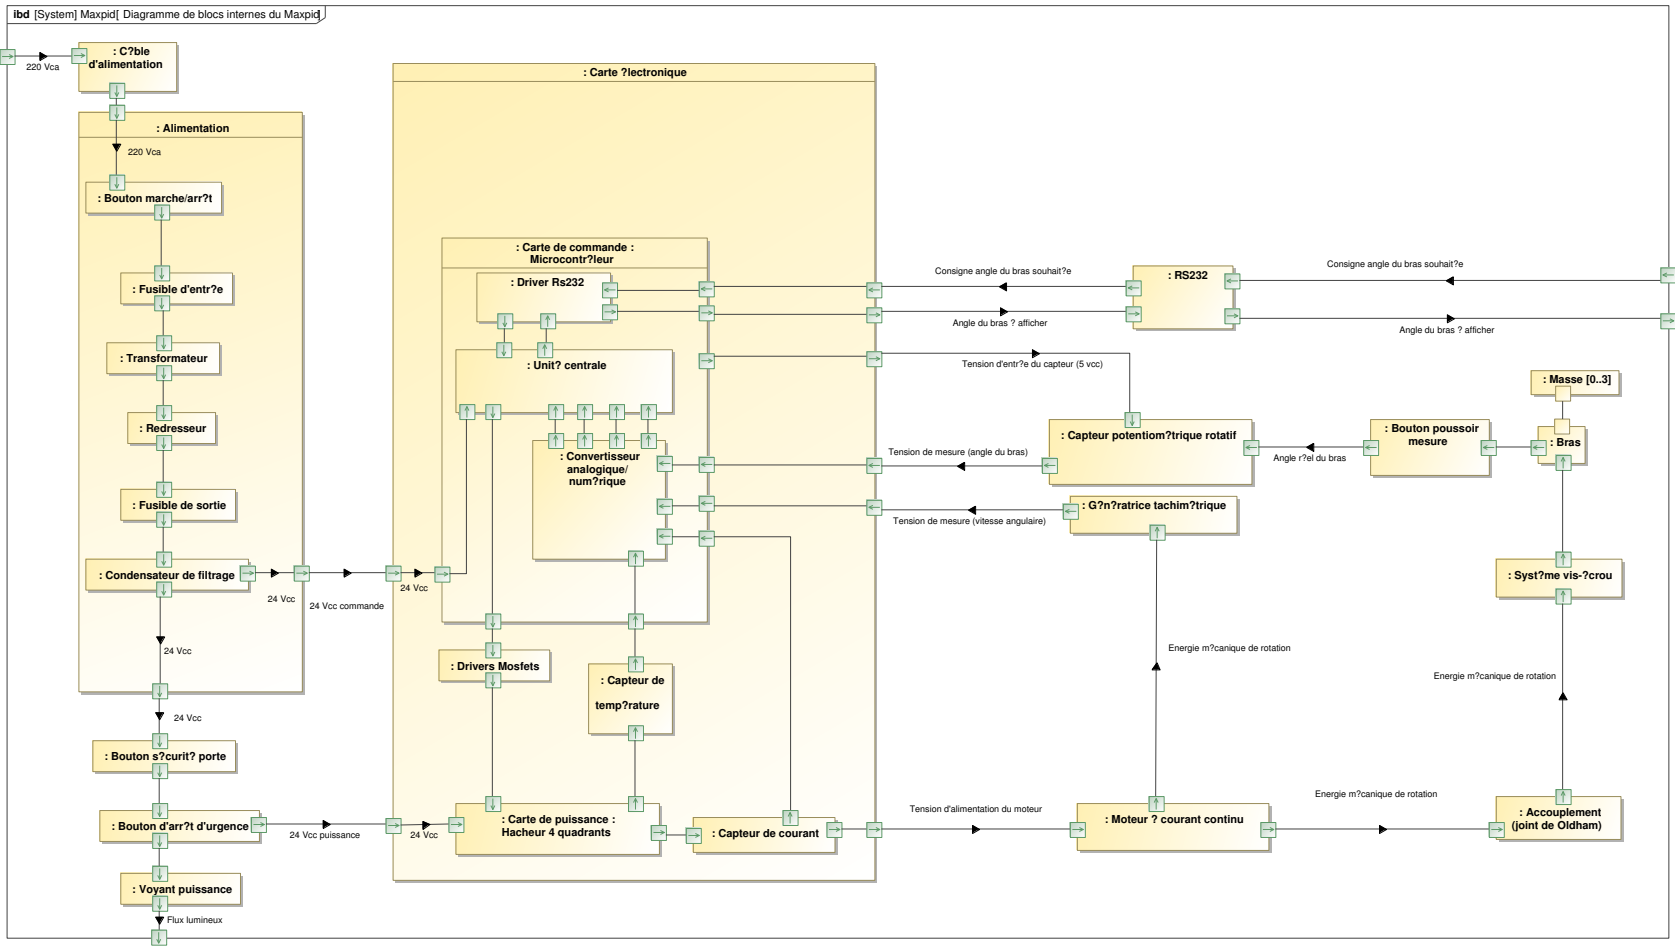 ibd [System] Maxpid[ Diagramme de blocs internes du Maxpid]
220 Vca
: C?ble
d'alimentation
: Alimentation
220 Vca
: Bouton marche/arr?t
: Fusible d'entr?e
: Transformateur
: Redresseur
: Fusible de sortie
: Condensateur de filtrage
24 Vcc
24 Vcc commande
24 Vcc
24 Vcc
24 Vcc
: Bouton s?curit? porte
: Bouton d'arr?t d'urgence
24 Vcc puissance
24 Vcc
: Voyant puissance
Flux lumineux
: Carte ?lectronique
: Carte de commande :
Microcontr?leur
: Driver Rs232
: Unit? centrale
: Convertisseur
analogique/
num?rique
: Drivers Mosfets
: Capteur de
temp?rature
: Carte de puissance :
Hacheur 4 quadrants
: Capteur de courant
Consigne angle du bras souhait?e
Angle du bras ? afficher
: RS232
Consigne angle du bras souhait?e
Angle du bras ? afficher
Tension d'entr?e du capteur (5 vcc)
: Capteur potentiom?trique rotatif
Tension de mesure (angle du bras)
Angle r?el du bras
: Bouton poussoir
mesure
: Masse [0..3]
: Bras
: G?n?ratrice tachim?trique
Tension de mesure (vitesse angulaire)
: Syst?me vis-?crou
Energie m?canique de rotation
Energie m?canique de rotation
Tension d'alimentation du moteur
: Moteur ? courant continu
Energie m?canique de rotation
: Accouplement
(joint de Oldham)